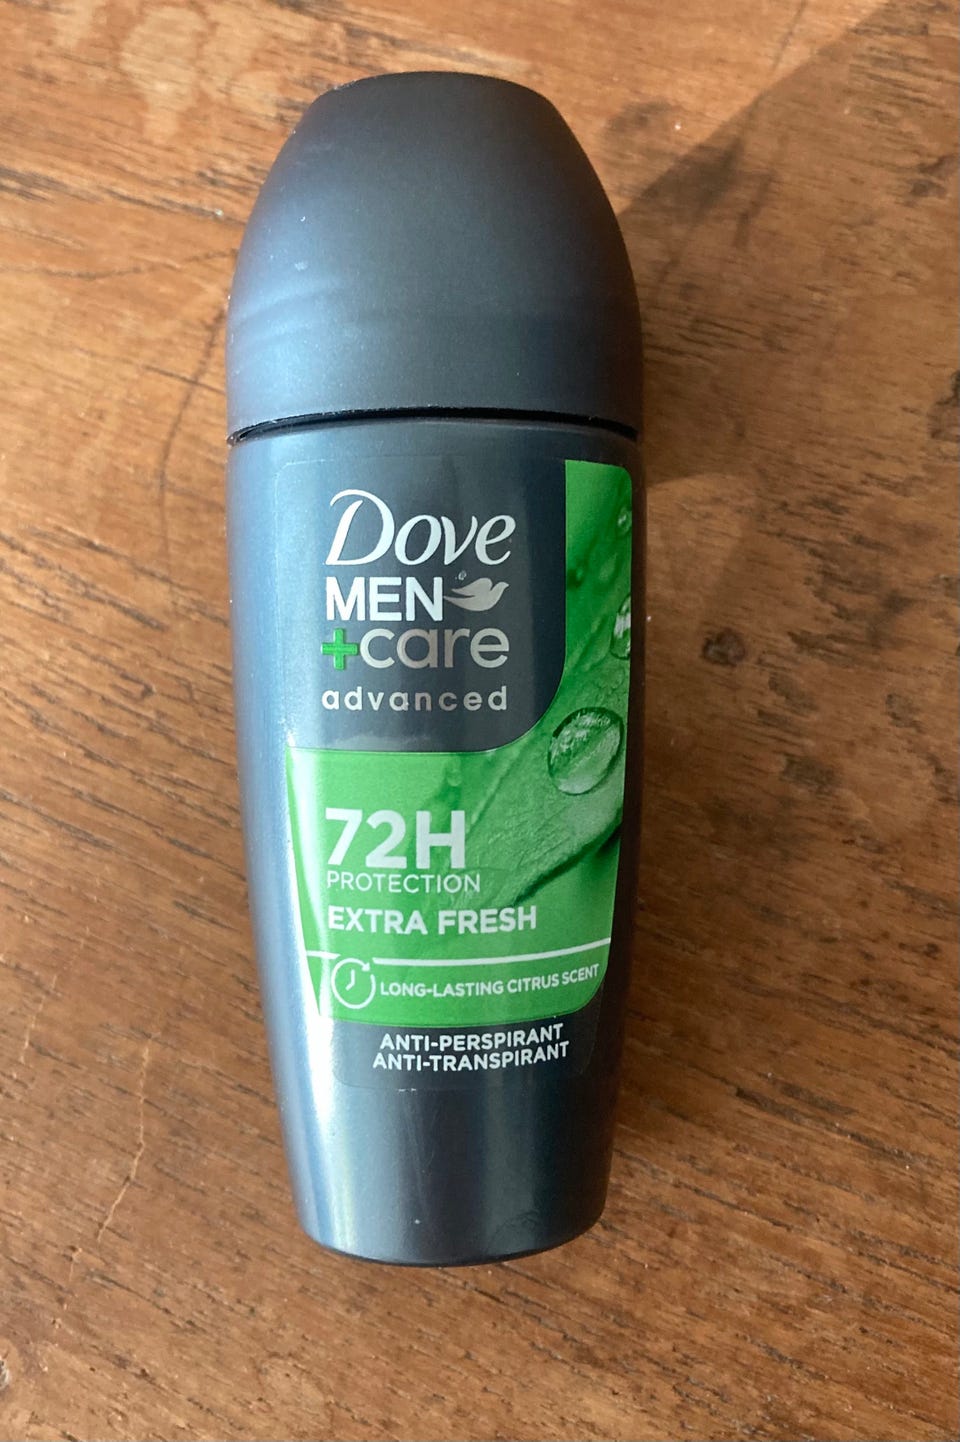 Dove
MEN
+care
advanced
72H
PROTECTION
EXTRA FRESH
LONG-LASTING CITRUS SCENT
ANTI-PERSPIRANT
ANTI-TRANSPIRANT